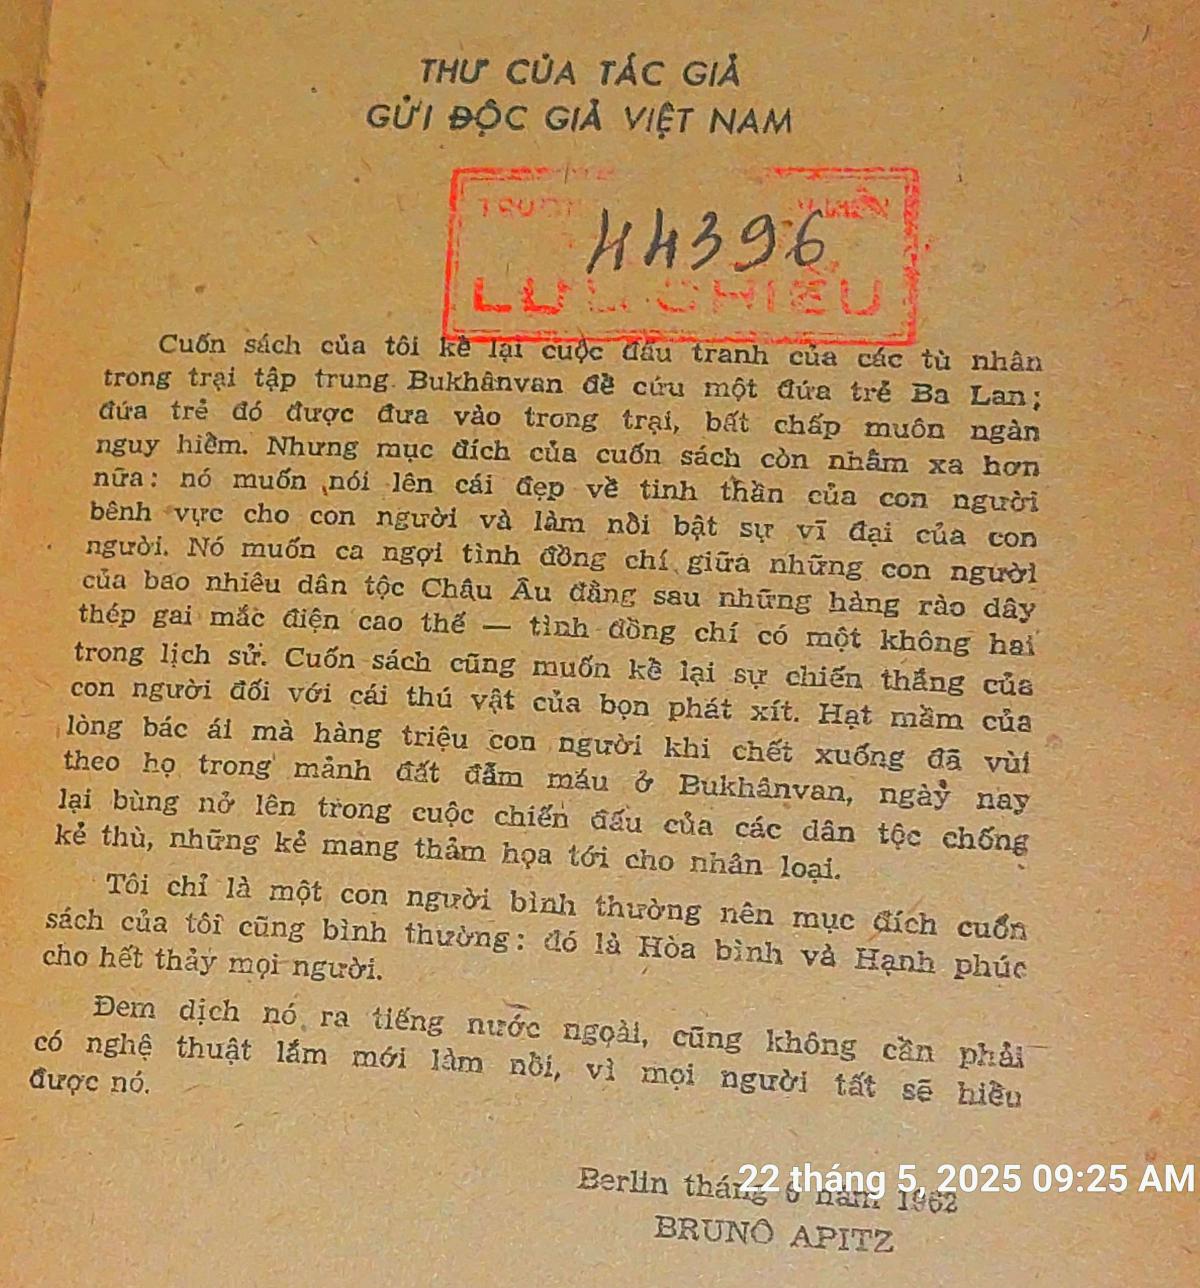 THƯ CỦA TÁC GIẢ
GỬI ĐỘC GIẢ VIỆT NAM
44396
LƯU CHIỂU
Cuốn sách của tôi kể lại cuộc đấu tranh của các tù nhân
trong trại tập trung Bukhânvan để cứu một đứa trẻ Ba Lan;
đứa trẻ đó được đưa vào trong trại, bất chấp muôn ngàn
nguy hiểm. Nhưng mục đích của cuốn sách còn nhằm xa hơn
nữa: nó muốn nói lên cái đẹp về tinh thần của con người
bênh vực cho con người và làm nổi bật sự vĩ đại của con
người. Nó muốn ca ngợi tình đồng chí giữa những con người
của bao nhiêu dân tộc Châu Âu đằng sau những hàng rào dây
thép gai mắc điện cao thế — tình đồng chí có một không hai
trong lịch sử. Cuốn sách cũng muốn kể lại sự chiến thắng của
con người đối với cái thú vật của bọn phát xít. Hạt mầm của
lòng bác ái mà hàng triệu con người khi chết xuống đã vùi
theo họ trong mảnh đất đẫm máu ở Bukhânvan, ngày nay
lại bùng nở lên trong cuộc chiến đấu của các dân tộc chống
kẻ thù, những kẻ mang thảm họa tới cho nhân loại.
Tôi chỉ là một con người bình thường nên mục đích cuốn
sách của tôi cũng bình thường: đó là Hòa bình và Hạnh phúc
cho hết thảy mọi người.
Đem dịch nó ra tiếng nước ngoài, cũng không cần phải
có nghệ thuật lắm mới làm nổi, vì mọi người tất sẽ hiểu
được nó.
Berlin tháng 6 năm 1962
22 tháng 5, 2025 09:25 AM
BRUNÔ APITZ